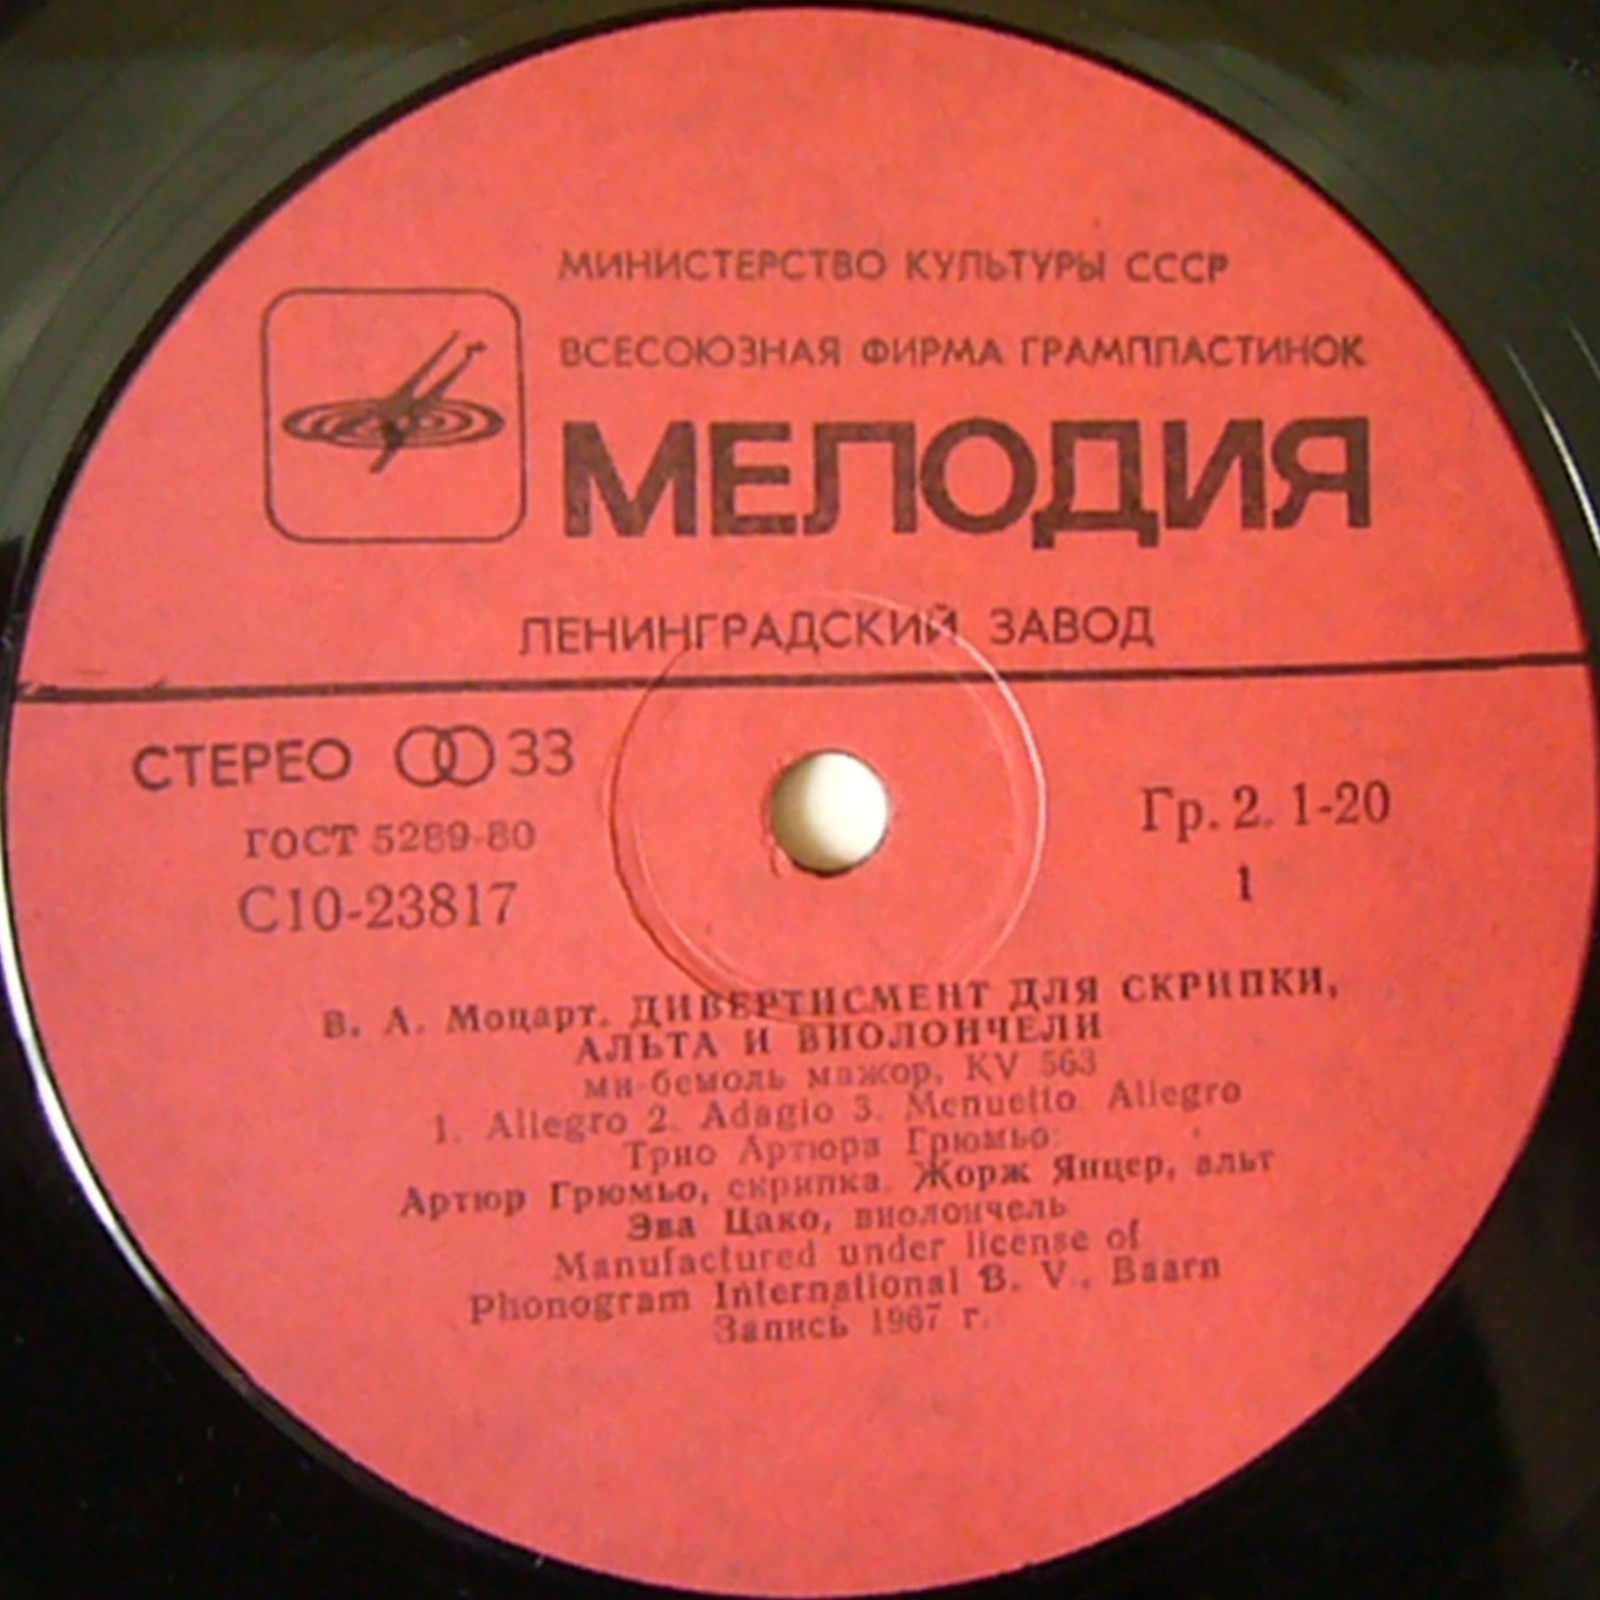 МИНИСТЕРСТВО КУЛЬТУРЫ СССР
ВСЕСОЮЗНАЯ ФИРМА ГРАМПЛАСТИНОК
МЕЛОДИЯ
ЛЕНИНГРАДСКИЙ ЗАВОД
СТЕРЕО 33
ГОСТ 5289-80
С10-23817
Гр. 2. 1-20
1
В. А. Моцарт. ДИВЕРТИСМЕНТ ДЛЯ СКРИПКИ,
АЛЬТА И ВИОЛОНЧЕЛИ
ми-бемоль мажор, KV 563
1. Allegro 2. Adagio 3. Menuetto. Allegro
Трио Артюра Грюмьо:
Артюр Грюмьо, скрипка. Жорж Янцер, альт
Эва Цако, виолончель
Manufactured under license of
Phonogram International B. V., Baarn
Запись 1967 г.